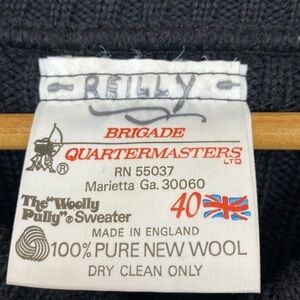 REILLY
BRIGADE
QUARTERMASTERS
LTD
®
RN 55037
Marietta Ga. 30060
The "Woolly
Pully"® Sweater
40
MADE IN ENGLAND
100% PURE NEW WOOL
DRY CLEAN ONLY